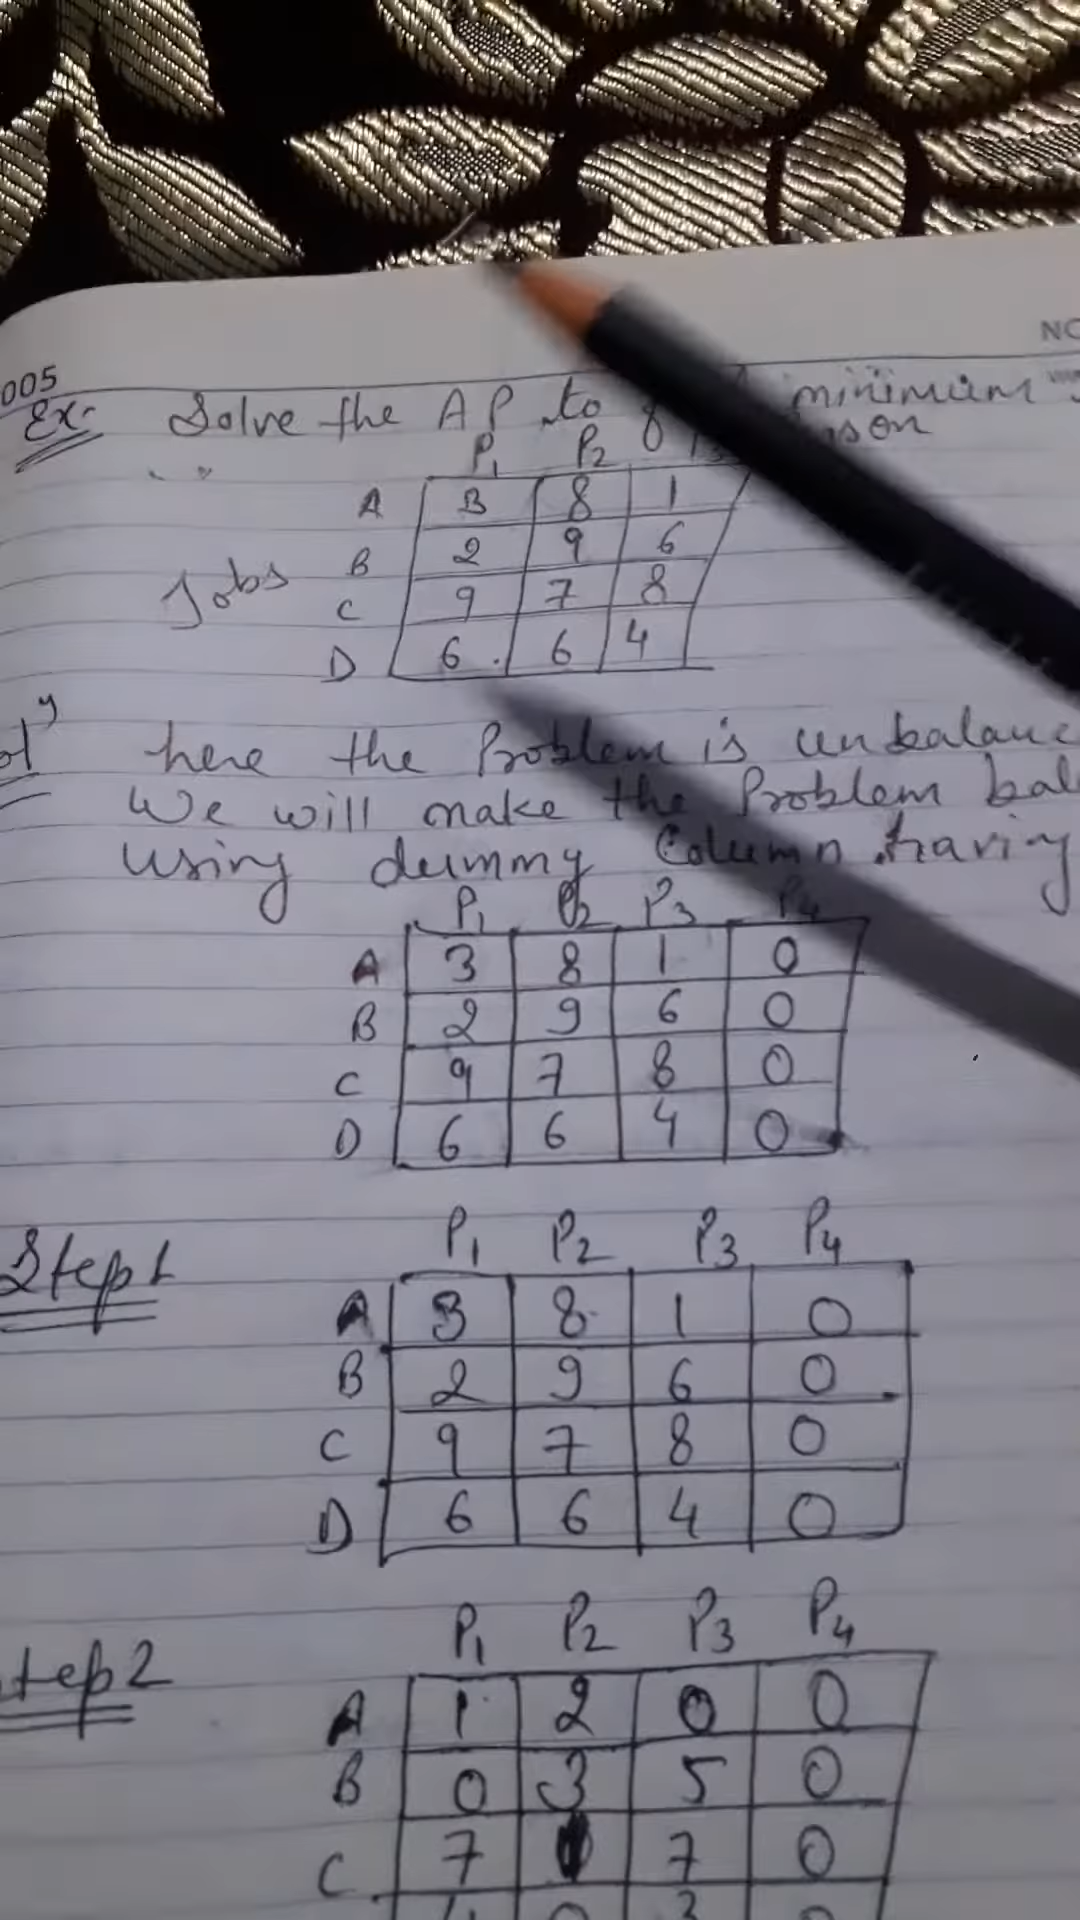 005
Ex:- Solve the AP to minimum
P1 P2
A 3 8 1
B 2 9 6
Jobs
C 9 7 8
D 6 6 4
here the Problem is
We will make the Problem
using dummy Column having
P1 P2 P3 P4
A 3 8 1 0
B 2 9 6 0
C 9 7 8 0
D 6 6 4 0
Step1
P1 P2 P3 P4
A 3 8 1 0
B 2 9 6 0
C 9 7 8 0
D 6 6 4 0
P1 P2 P3 P4
tep2
A 1 2 0 0
B 0 3 5 0
C 7 7 0